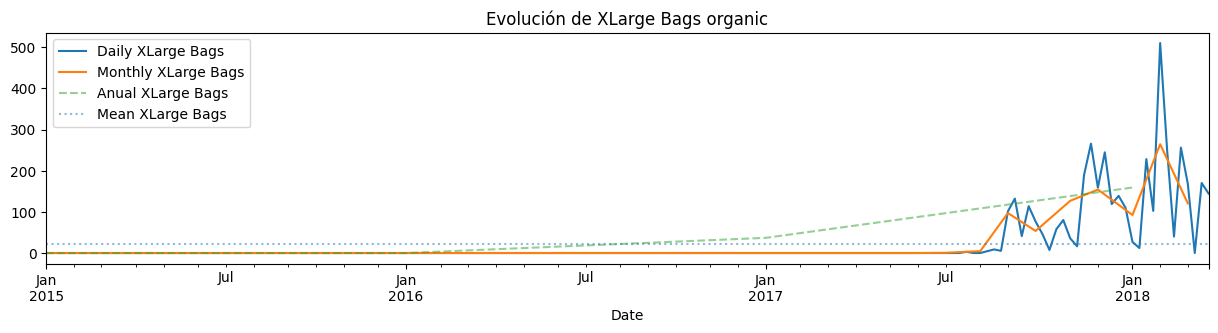 Evolución de XLarge Bags organic
Daily XLarge Bags
Monthly XLarge Bags
Anual XLarge Bags
Mean XLarge Bags
500
400
300
200
100
0
Jan
2015
Jul
Jan
2016
Jul
Jan
2017
Jul
Jan
2018
Date